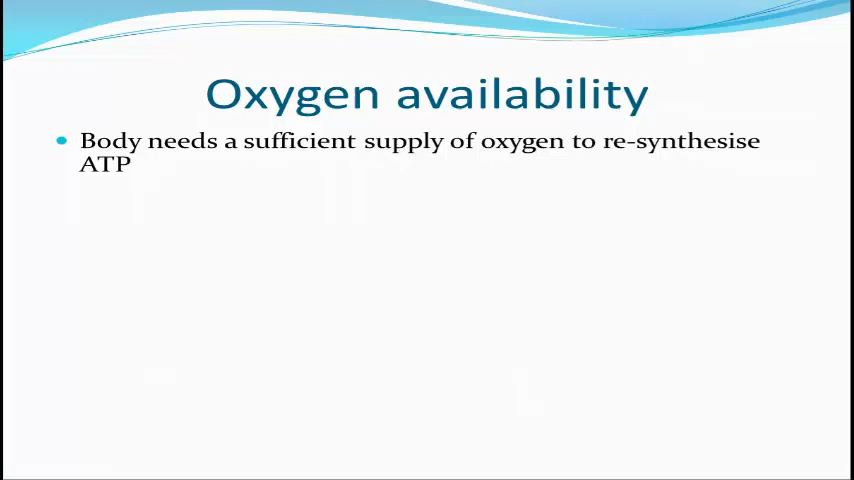 Oxygen availability
Body needs a sufficient supply of oxygen to re-synthesise
ATP